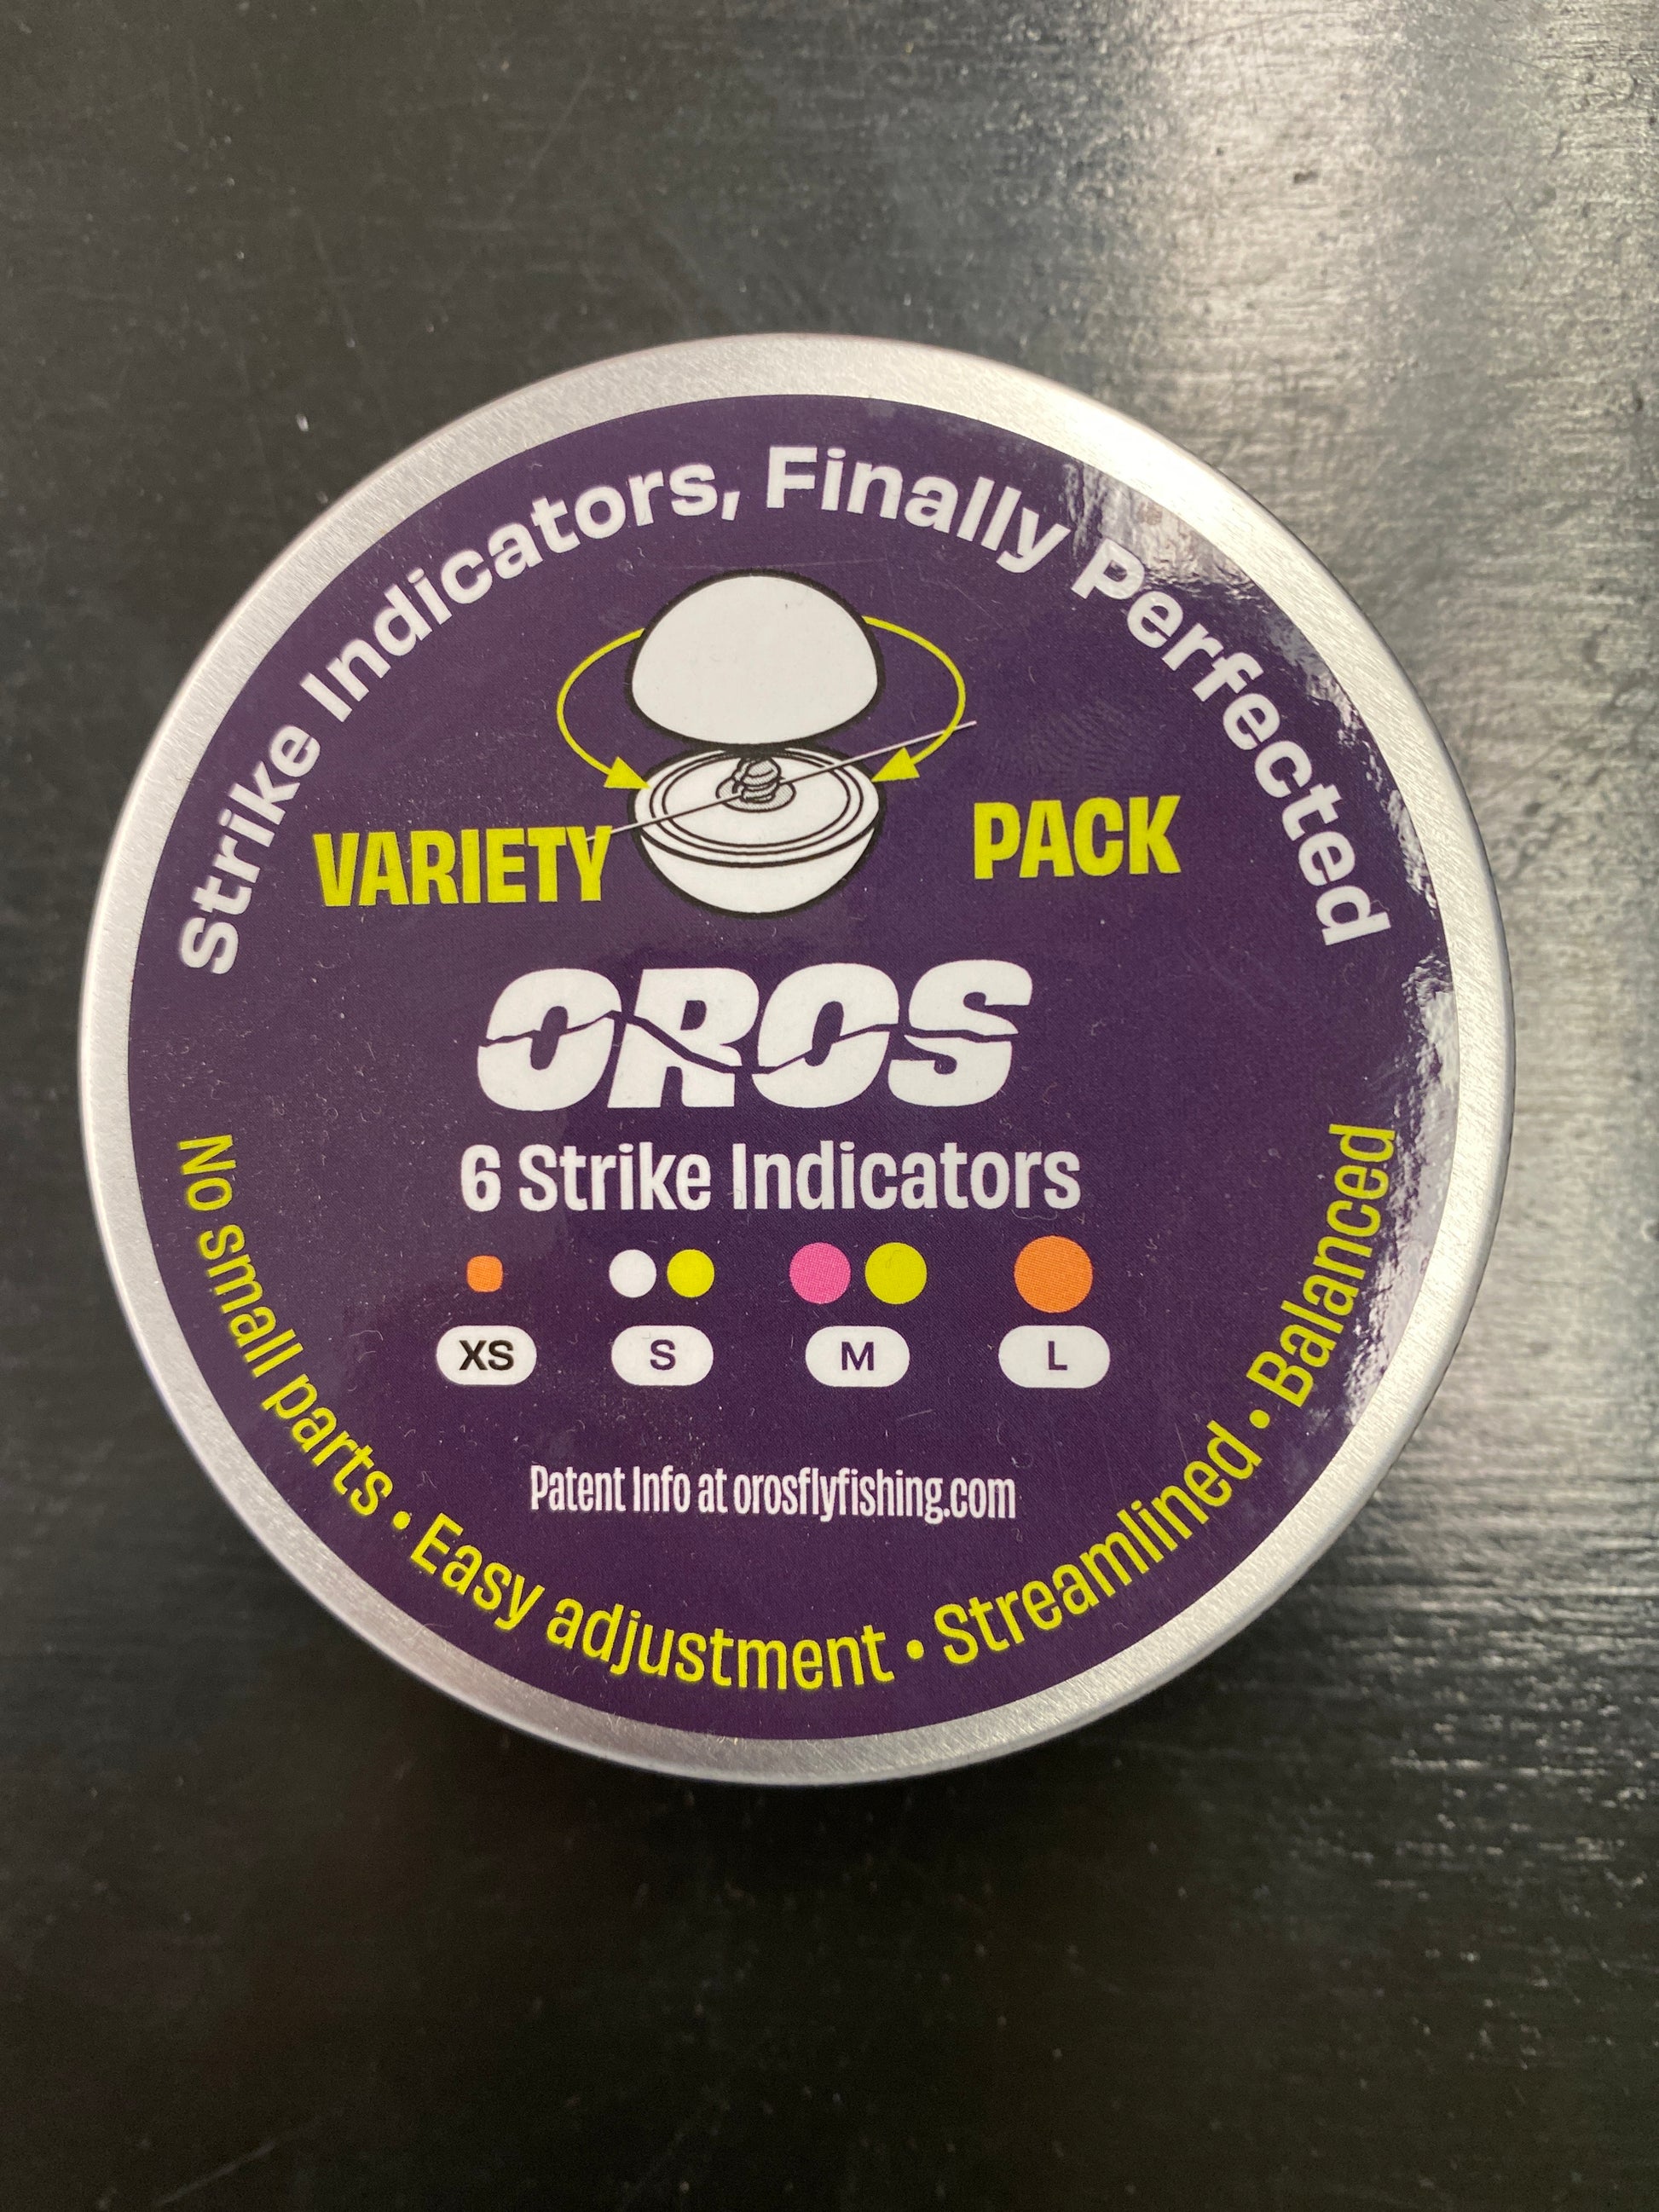 Strike Indicators, Finally Perfected
VARIETY PACK
OROS
6 Strike Indicators
XS S M L
Patent Info at orosflyfishing.com
No small parts • Easy adjustment • Streamlined • Balanced